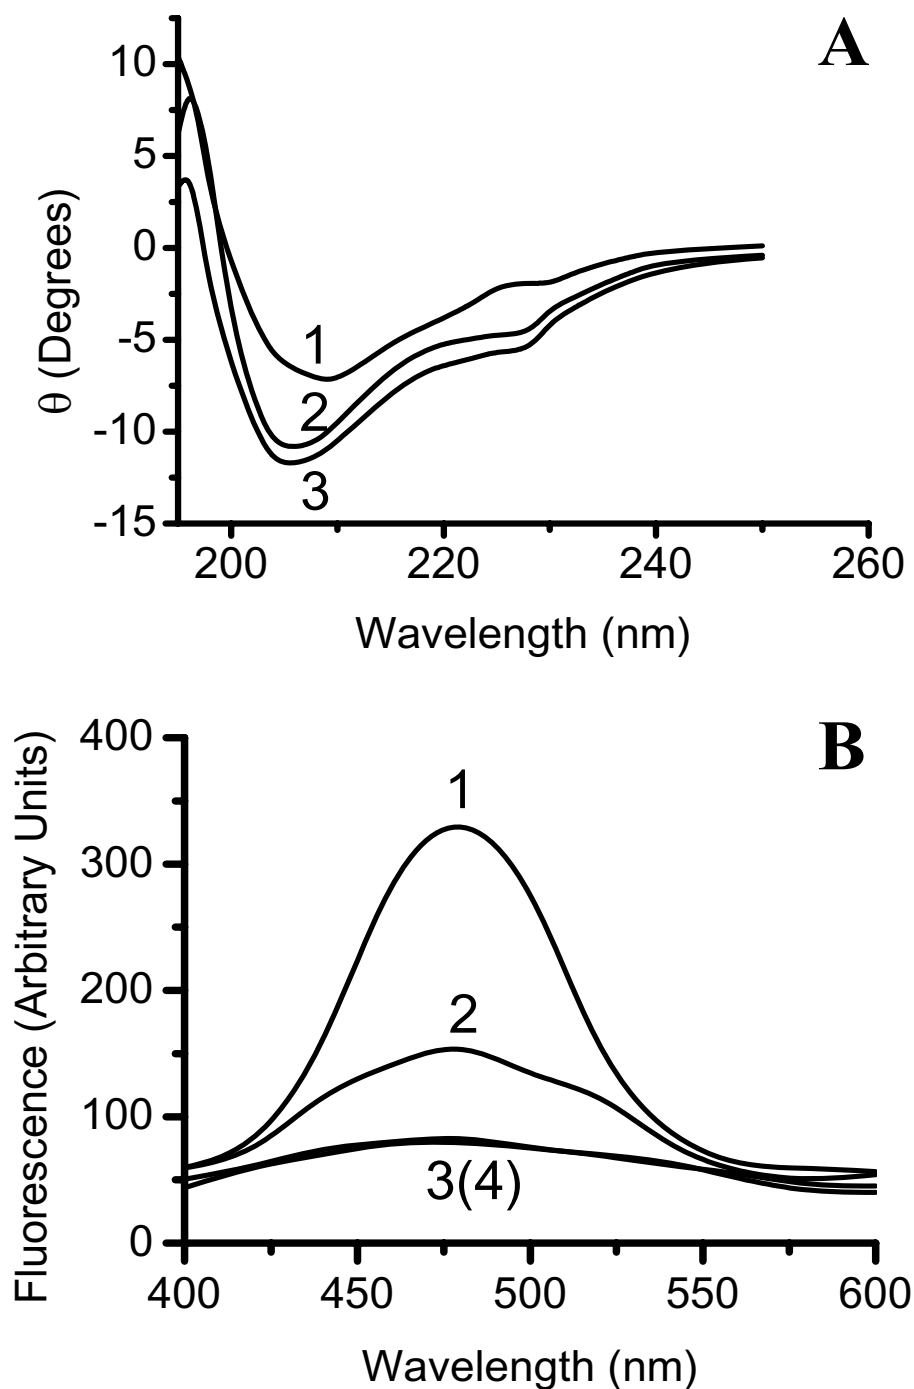 A
10
5
0
-5
-10
-15
θ (Degrees)
1
2
3
200 220 240 260
Wavelength (nm)
B
400
300
200
100
0
Fluorescence (Arbitrary Units)
1
2
3(4)
400 450 500 550 600
Wavelength (nm)